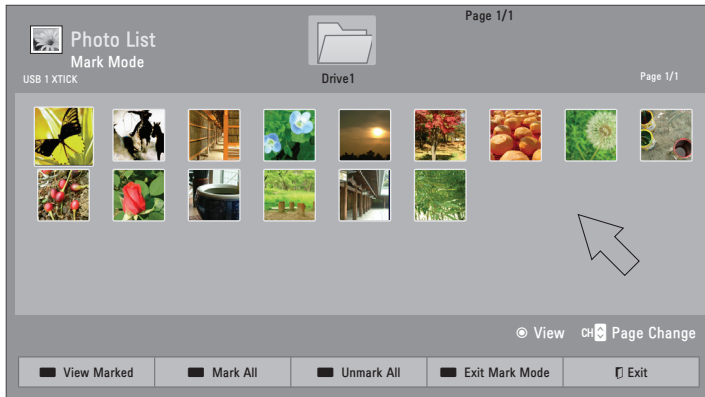 Page 1/1
Photo List
Mark Mode
USB 1 XTICK
Drive1
Page 1/1
View CH Page Change
View Marked
Mark All
Unmark All
Exit Mark Mode
Exit